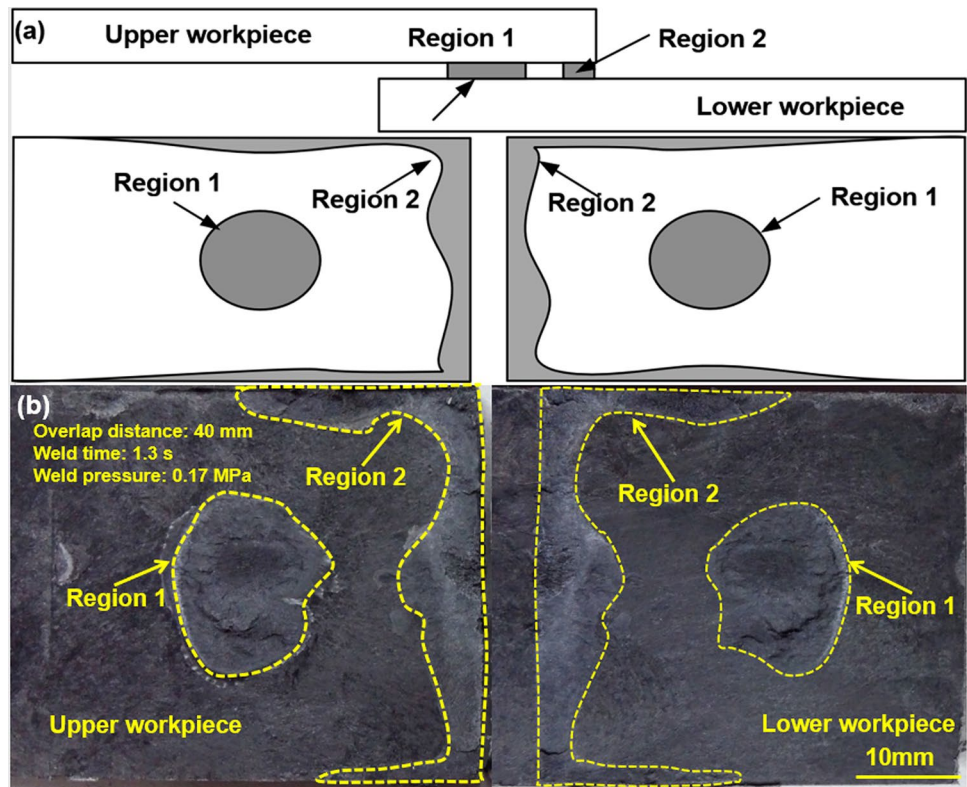 (a)
Upper workpiece
Region 1
Region 2
Lower workpiece
Region 1
Region 2
Region 2
Region 1
(b)
Overlap distance: 40 mm
Weld time: 1.3 s
Weld pressure: 0.17 MPa
Region 2
Region 2
Region 1
Region 1
Upper workpiece
Lower workpiece
10mm